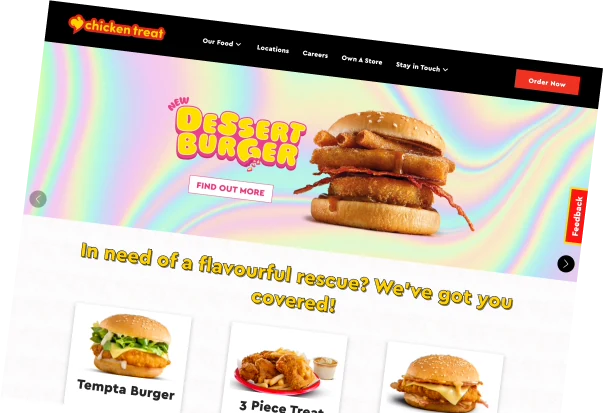 chicken treat
Our Food
Locations
Careers
Own A Store
Stay in Touch
Order Now
NEW
DESSERT
BURGER
FIND OUT MORE
Feedback
In need of a flavourful rescue? We've got you
covered!
Tempta Burger
3 Piece Treat